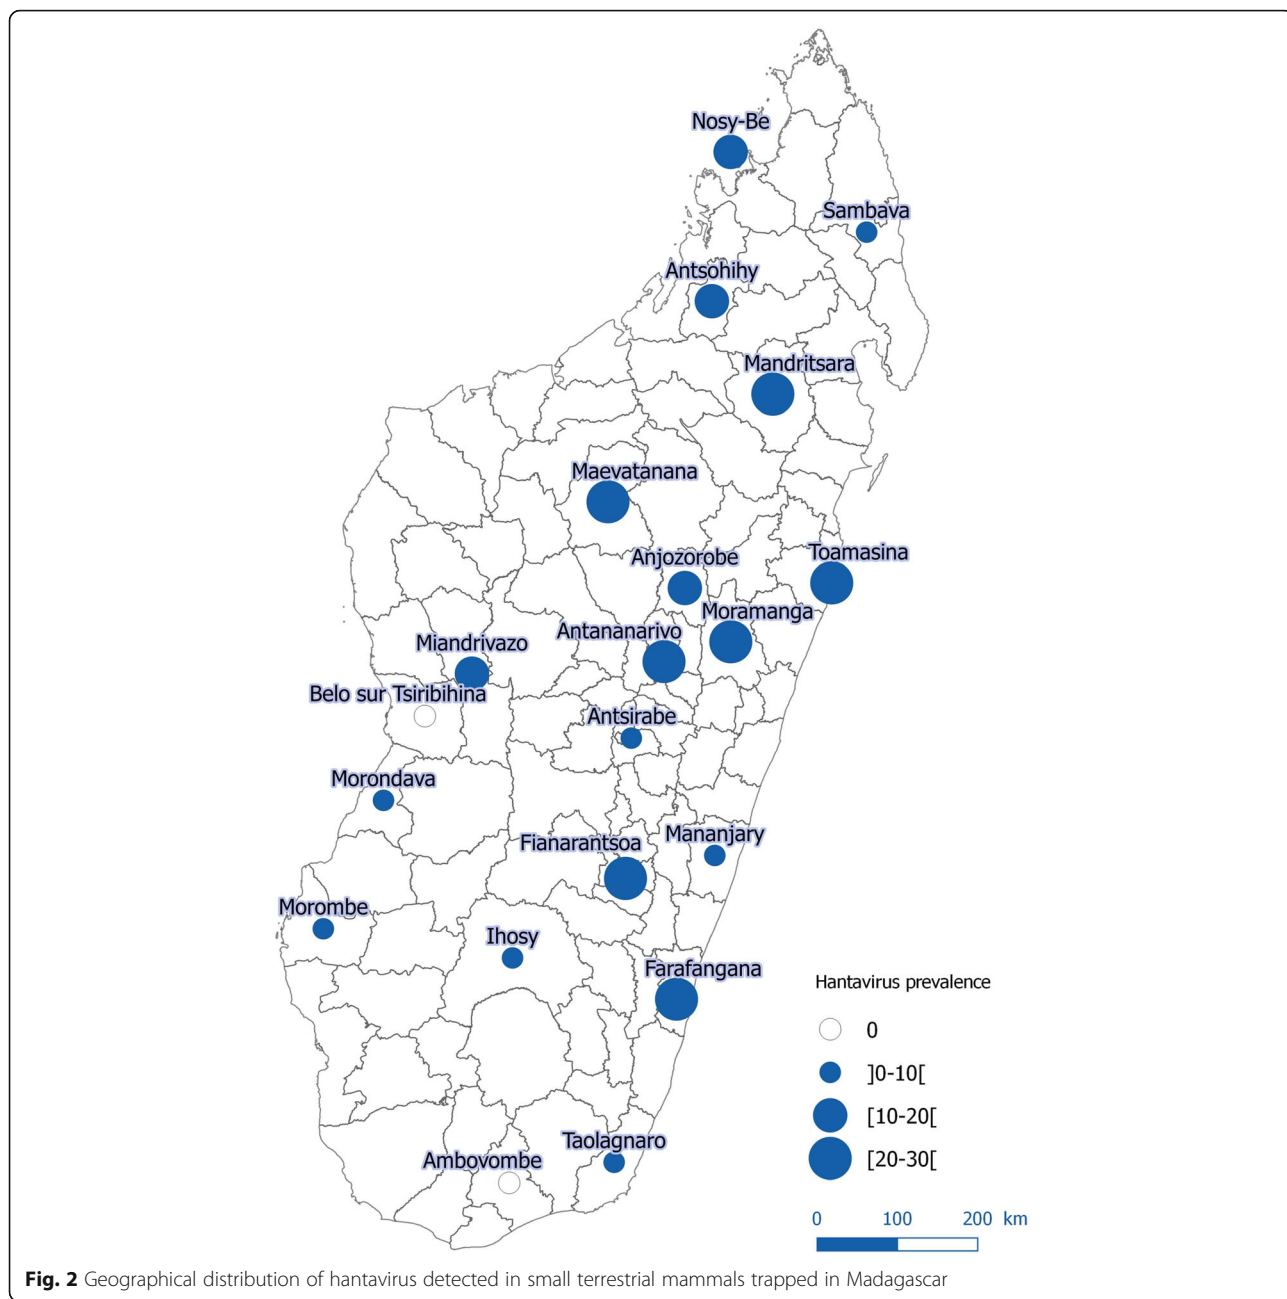 Nosy-Be
Sambava
Antsohihy
Mandritsara
Maevatanana
Anjozorobe
Toamasina
Moramanga
Antananarivo
Miandrivazo
Belo sur Tsiribihina
Antsirabe
Morondava
Mananjary
Fianarantsoa
Morombe
Ihosy
Farafangana
Taolagnaro
Ambovombe
Hantavirus prevalence
0
]0-10[
[10-20[
[20-30[
0 100 200 km
Fig. 2 Geographical distribution of hantavirus detected in small terrestrial mammals trapped in Madagascar